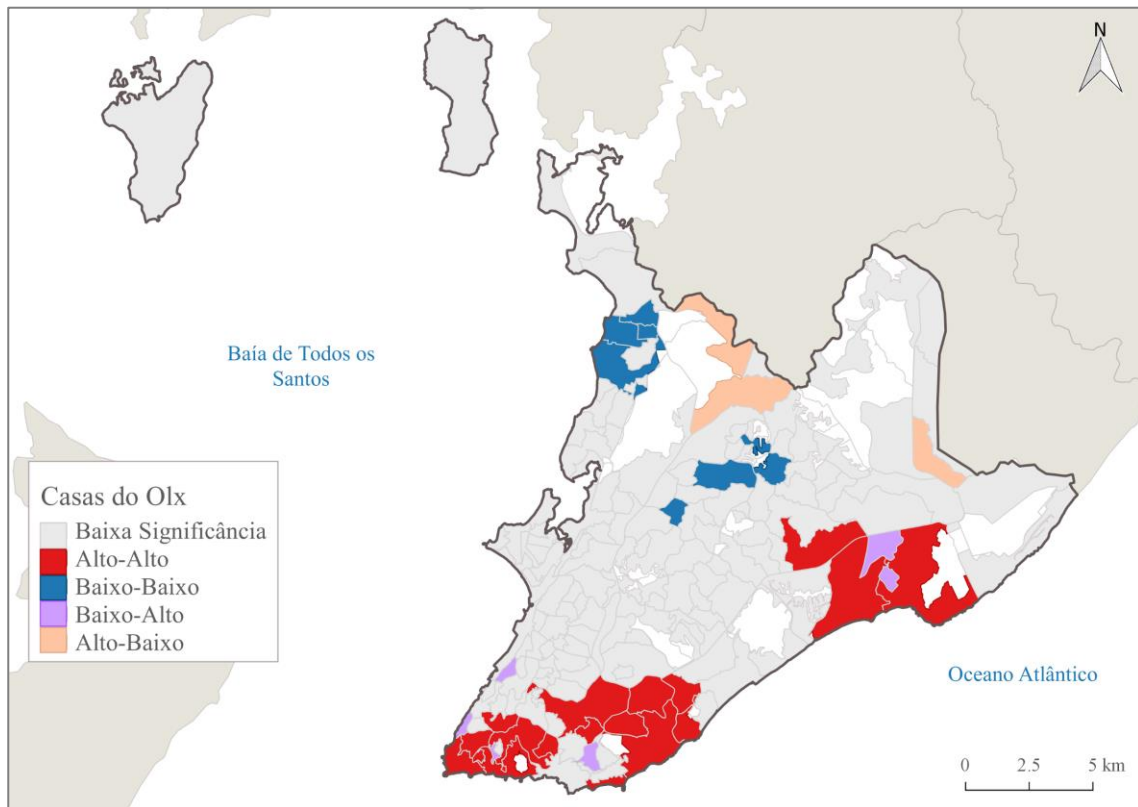 N
Baía de Todos os
Santos
Casas do Olx
Baixa Significância
Alto-Alto
Baixo-Baixo
Baixo-Alto
Alto-Baixo
Oceano Atlântico
0 2.5 5 km